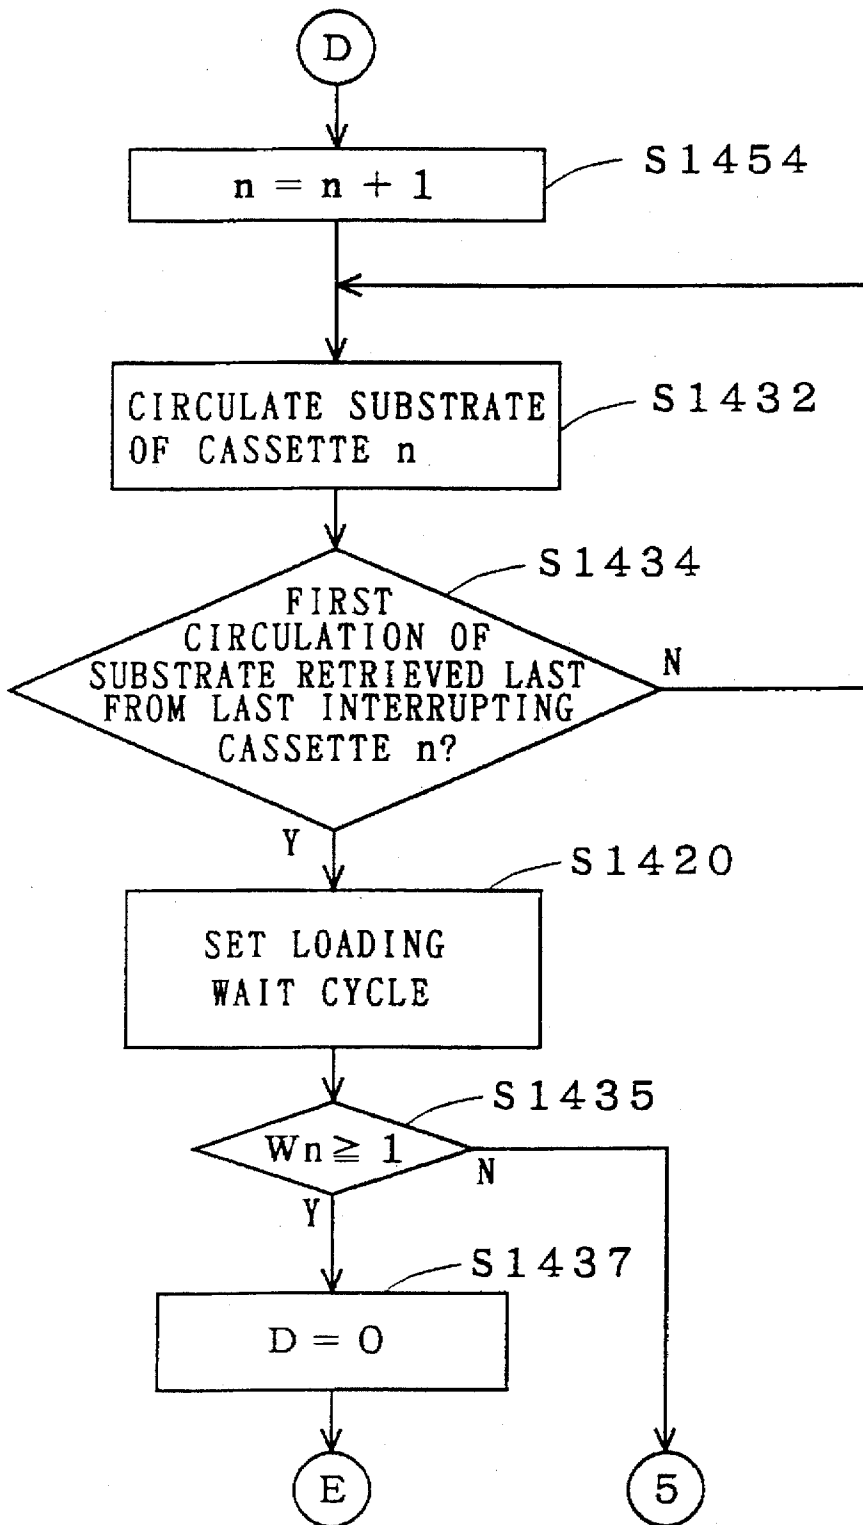 D
n = n + 1
S1454
CIRCULATE SUBSTRATE
OF CASSETTE n
S1432
S1434
FIRST
CIRCULATION OF
SUBSTRATE RETRIEVED LAST
FROM LAST INTERRUPTING
CASSETTE n?
N
Y
S1420
SET LOADING
WAIT CYCLE
S1435
Wn ≧ 1
N
Y
S1437
D = 0
E
5